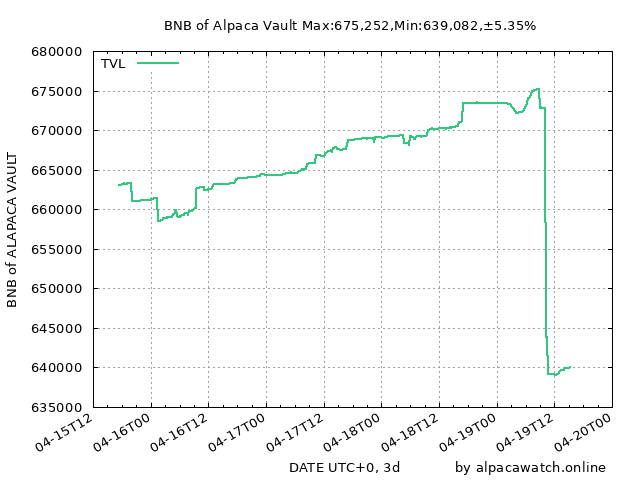 BNB of Alpaca Vault Max:675,252,Min:639,082,±5.35%
TVL
BNB of ALAPACA VAULT
680000
675000
670000
665000
660000
655000
650000
645000
640000
635000
04-15T12
04-16T00
04-16T12
04-17T00
04-17T12
04-18T00
04-18T12
04-19T00
04-19T12
04-20T00
DATE UTC+0, 3d
by alpacawatch.online